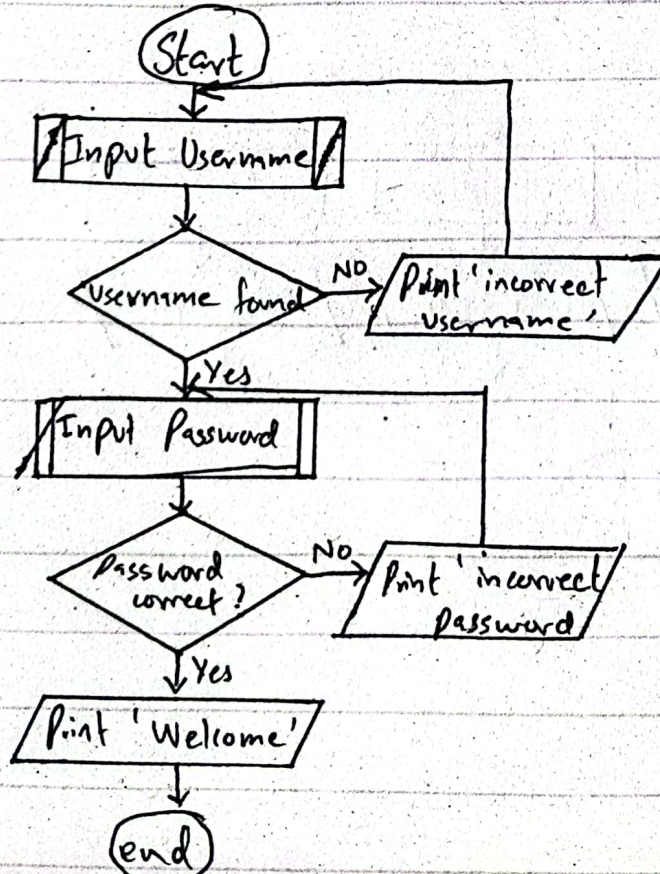 Start
Input Username
Username found
NO
Print 'incorrect
username'
Yes
Input Password
Password
correct?
NO
Print 'incorrect
password
Yes
Print 'Welcome'
end